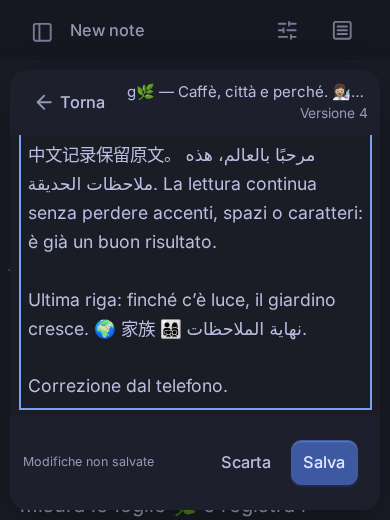 New note
Torna
g🌿 — Caffè, città e perché. 👩🏽‍🔬...
Versione 4
中文记录保留原文。 مرحبًا بالعالم، هذه
ملاحظات الحديقة. La lettura continua
senza perdere accenti, spazi o caratteri:
è già un buon risultato.
Ultima riga: finché c’è luce, il giardino
cresce. 🌍 家族 👨‍👩‍👧‍👦 نهاية الملاحظات.
Correzione dal telefono.
Modifiche non salvate
Scarta
Salva